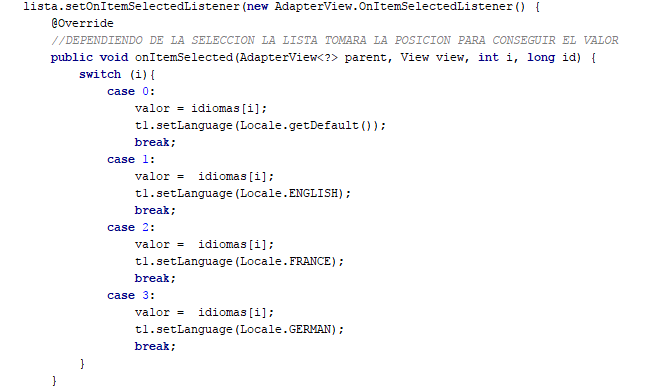 lista.setOnItemSelectedListener(new AdapterView.OnItemSelectedListener() {
@Override
//DEPENDIENDO DE LA SELECCION LA LISTA TOMARA LA POSICION PARA CONSEGUIR EL VALOR
public void onItemSelected(AdapterView<?> parent, View view, int i, long id) {
switch (i){
case 0:
valor = idiomas[i];
t1.setLanguage(Locale.getDefault());
break;
case 1:
valor =  idiomas[i];
t1.setLanguage(Locale.ENGLISH);
break;
case 2:
valor =  idiomas[i];
t1.setLanguage(Locale.FRANCE);
break;
case 3:
valor =  idiomas[i];
t1.setLanguage(Locale.GERMAN);
break;
}
}